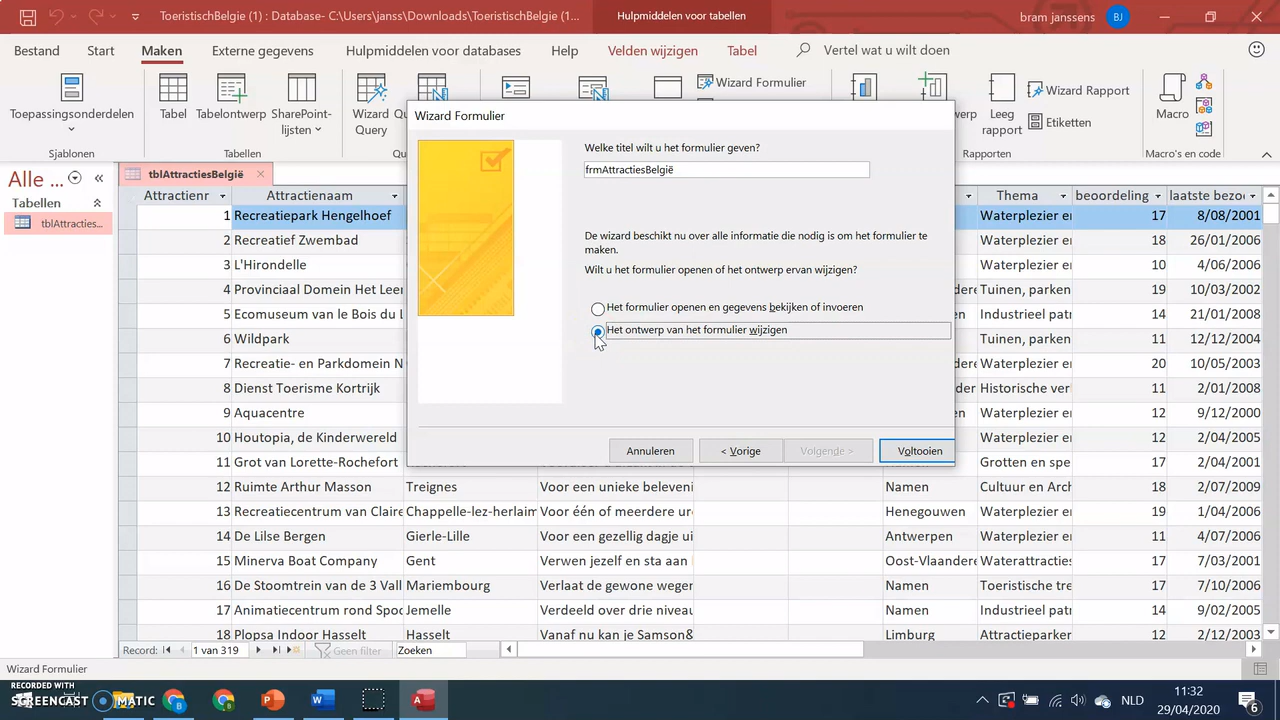 ToeristischBelgie (1) : Database- C:\Users\janss\Downloads\ToeristischBelgie (1...
Hulpmiddelen voor tabellen
bram janssens
BJ
Bestand Start Maken Externe gegevens Hulpmiddelen voor databases Help Velden wijzigen Tabel Vertel wat u wilt doen
Toepassingsonderdelen
Sjablonen
Tabel Tabelontwerp SharePoint-
lijsten
Tabellen
Wizard
Query
Wizard Formulier
Leeg
rapport
Wizard Rapport
Etiketten
Rapporten
Macro
Macro's en code
Alle ...
Tabellen
tblAttracties...
tblAttractiesBelgië
Attractienr Attractienaam Thema beoordeling laatste bezo
1 Recreatiepark Hengelhoef Waterplezier er 17 8/08/2001
2 Recreatief Zwembad Waterplezier er 18 26/01/2006
3 L'Hirondelle Waterplezier er 10 4/06/2006
4 Provinciaal Domein Het Leer Tuinen, parker 19 21/10/2001
5 Ecomuseum van le Bois du L Industrieel patr 14 21/01/2008
6 Wildpark Tuinen, parker 11 12/12/2004
7 Recreatie- en Parkdomein N Waterplezier er 20 10/05/2003
8 Dienst Toerisme Kortrijk Historische verl 11 2/01/2008
9 Aquacentre en Waterplezier er 12 9/12/2000
10 Houtopia, de Kinderwereld Waterplezier er 12 2/04/2005
11 Grot van Lorette-Rochefort Grotten en spe 10 2/04/2001
12 Ruimte Arthur Masson Treignes Voor een unieke beleveni Namen Cultuur en Arch 18 2/07/2009
13 Recreatiecentrum van Claire Chappelle-lez-herlaim Voor één of meerdere ur Henegouwen Waterplezier er 19 1/04/2000
14 De Lilse Bergen Gierle-Lille Voor een gezellig dagje ui Antwerpen Waterplezier er 11 4/07/2006
15 Minerva Boat Company Gent Verwen jezelf en sta aan l Oost-Vlaandere Waterattracties 17 7/03/2001
16 De Stoomtrein van de 3 Vall Mariembourg Verlaat de gewone weger Namen Toeristische tre 17 7/10/2006
17 Animatiecentrum rond Spoo Jemelle Verdeeld over drie niveau Namen Industrieel patr 14 9/02/2005
18 Plopsa Indoor Hasselt Hasselt Vanaf nu kan je Samson& Limburg Attractieparker 12 2/12/2003
Wizard Formulier
Welke titel wilt u het formulier geven?
frmAttractiesBelgië
De wizard beschikt nu over alle informatie die nodig is om het formulier te
maken.
Wilt u het formulier openen of het ontwerp ervan wijzigen?
Het formulier openen en gegevens bekijken of invoeren
Het ontwerp van het formulier wijzigen
Annuleren < Vorige Volgende > Voltooien
Record: 1 van 319 Geen filter Zoeken
Wizard Formulier
RECORDED WITH
SCREENCAST MATIC
NLD
11:32
29/04/2020
6